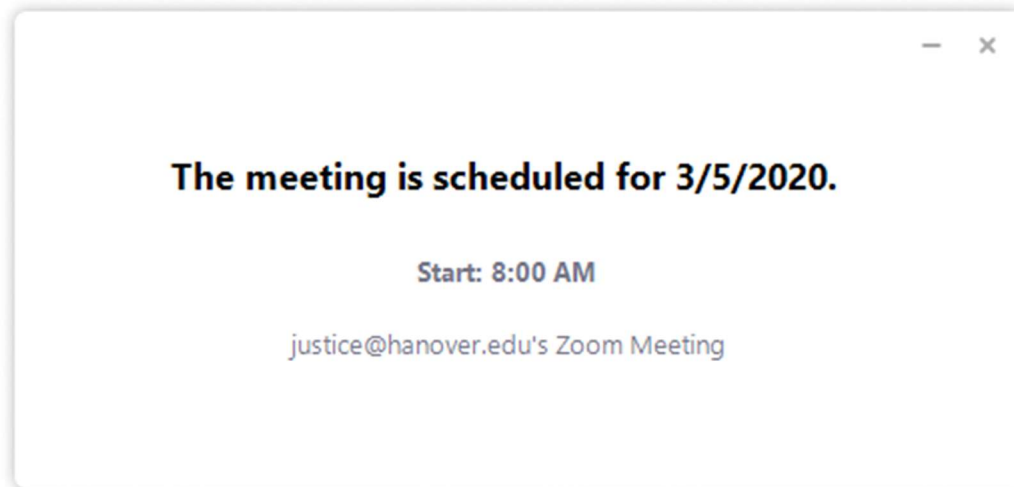 The meeting is scheduled for 3/5/2020.
Start: 8:00 AM
justice@hanover.edu's Zoom Meeting